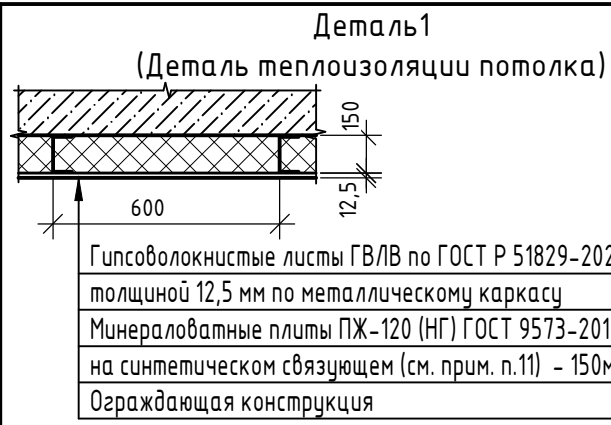 Деталь1
(Деталь теплоизоляции потолка)
150
12,5
600
Гипсоволокнистые листы ГВЛВ по ГОСТ Р 51829-202
толщиной 12,5 мм по металлическому каркасу
Минераловатные плиты ПЖ-120 (НГ) ГОСТ 9573-201
на синтетическом связующем (см. прим. п.11) - 150м
Ограждающая конструкция